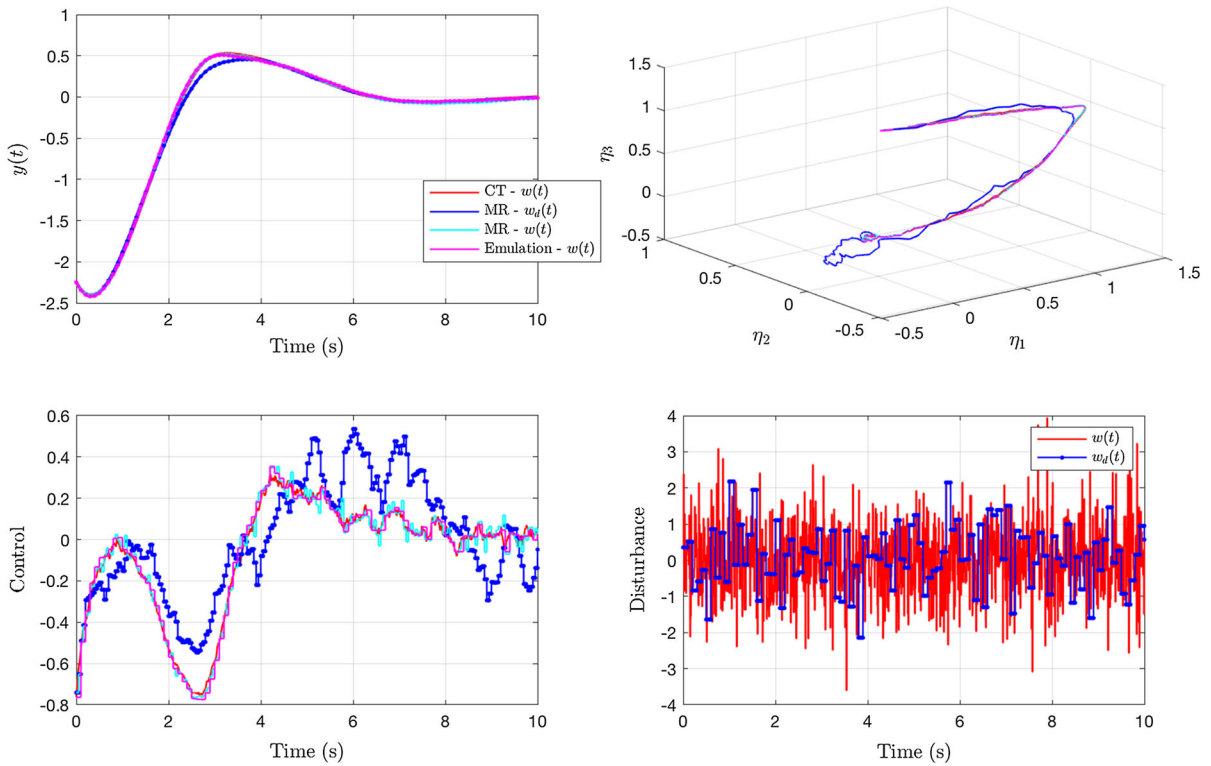 1
0.5
0
-0.5
-1
-1.5
-2
-2.5
y(t)
0 2 4 6 8 10
Time (s)
CT - w(t)
MR - w_d(t)
MR - w(t)
Emulation - w(t)
1.5
1
0.5
0
-0.5
η_3
1
0.5
0
-0.5
η_2
-0.5
0
0.5
1
1.5
η_1
0.6
0.4
0.2
0
-0.2
-0.4
-0.6
-0.8
Control
0 2 4 6 8 10
Time (s)
4
3
2
1
0
-1
-2
-3
-4
Disturbance
w(t)
w_d(t)
0 2 4 6 8 10
Time (s)